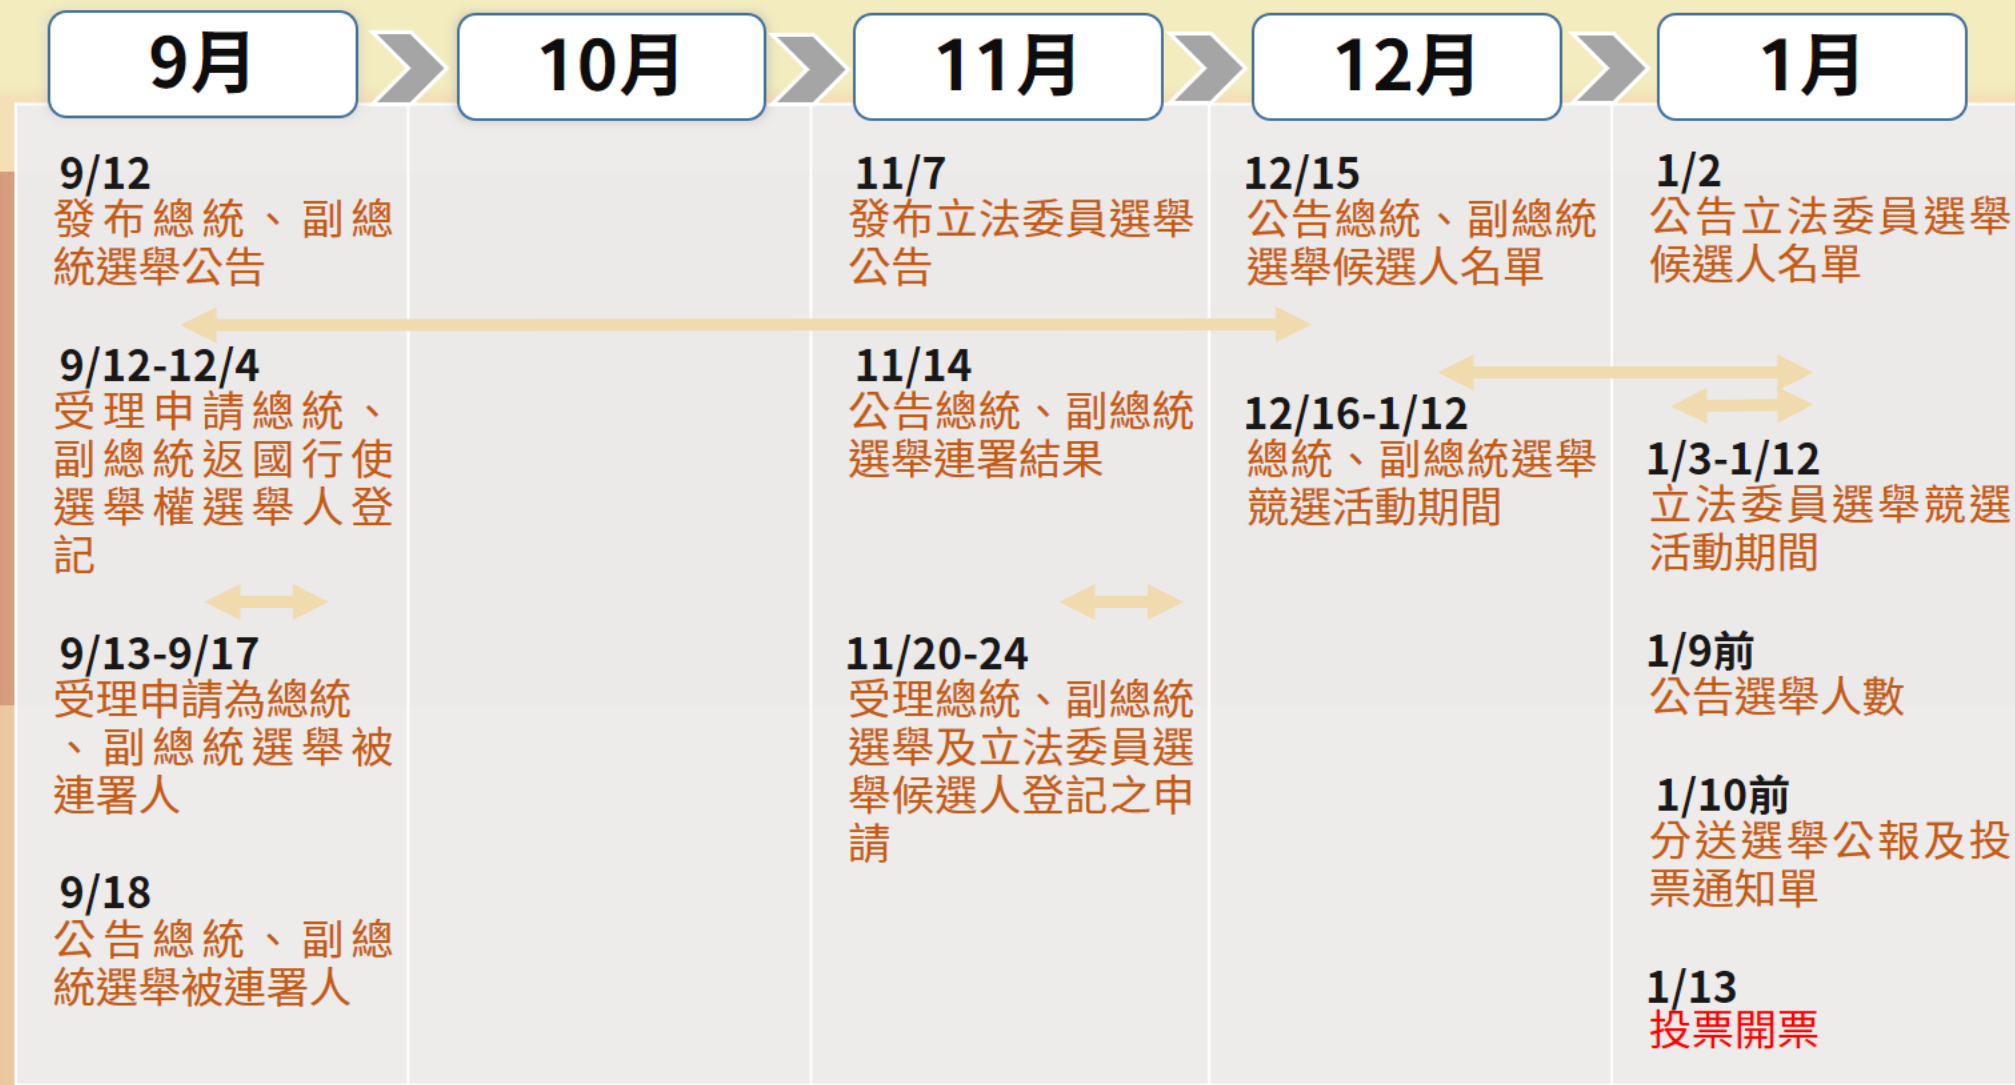 9月
10月
11月
12月
1月
9/12
發布總統、副總
統選舉公告
9/12-12/4
受理申請總統、
副總統返國行使
選舉權選舉人登
記
9/13-9/17
受理申請為總統
、副總統選舉被
連署人
9/18
公告總統、副總
統選舉被連署人
11/7
發布立法委員選舉
公告
11/14
公告總統、副總統
選舉連署結果
11/20-24
受理總統、副總統
選舉及立法委員選
舉候選人登記之申
請
12/15
公告總統、副總統
選舉候選人名單
12/16-1/12
總統、副總統選舉
競選活動期間
1/2
公告立法委員選舉
候選人名單
1/3-1/12
立法委員選舉競選
活動期間
1/9前
公告選舉人數
1/10前
分送選舉公報及投
票通知單
1/13
投票開票